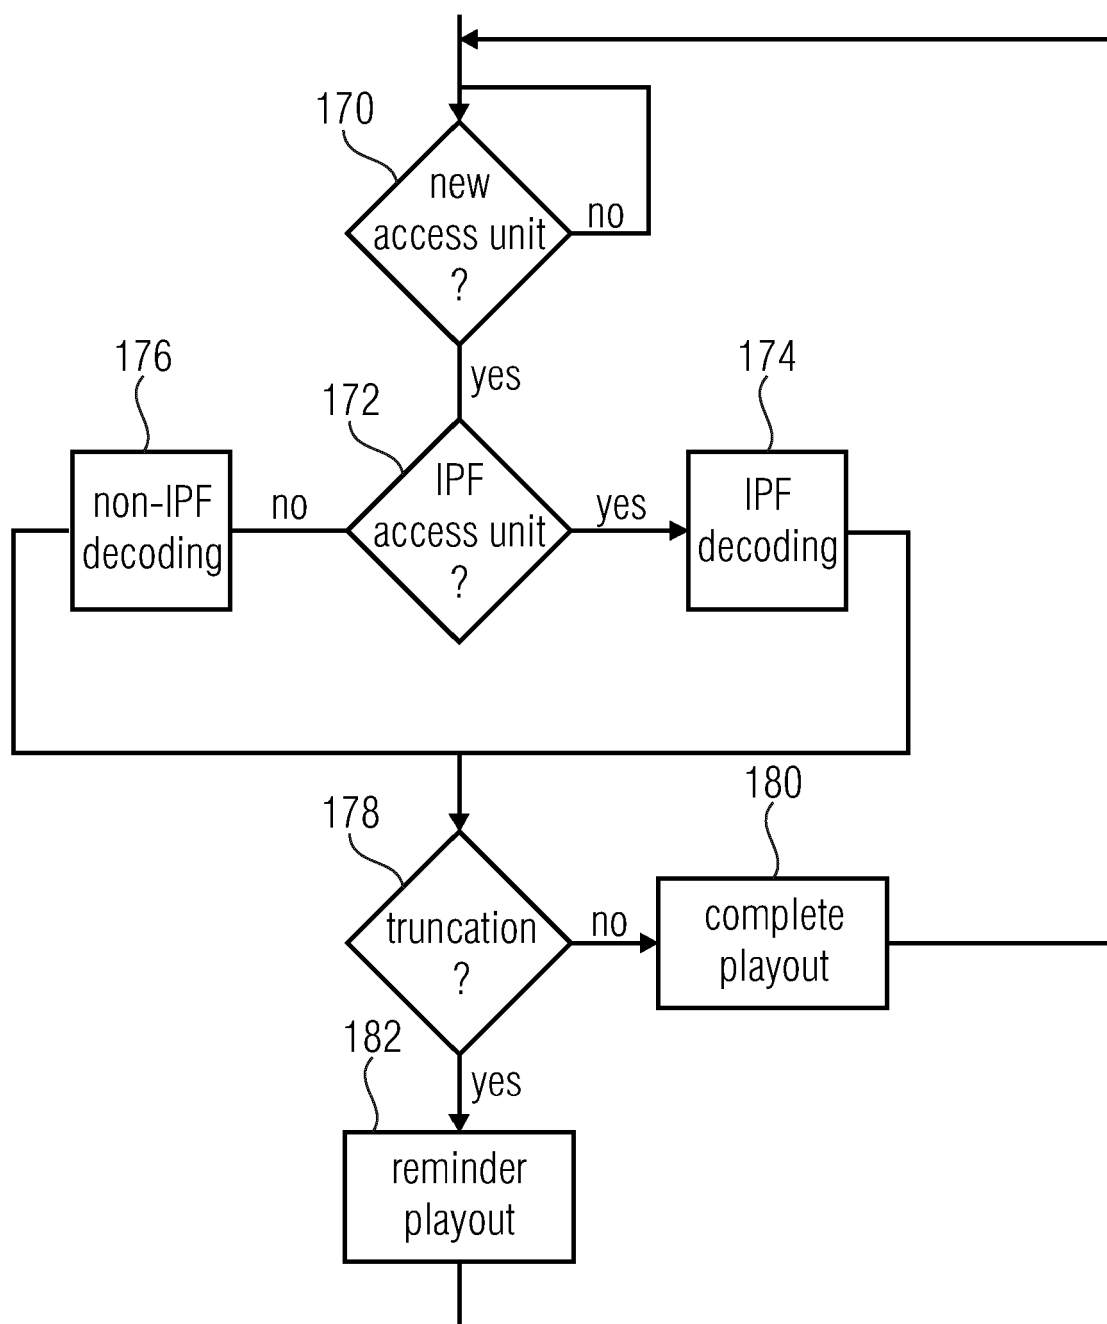 170
new
access unit
?
no
yes
176
174
172
non-IPF
decoding
no
IPF
access unit
?
yes
IPF
decoding
180
178
truncation
?
no
complete
playout
182
yes
reminder
playout